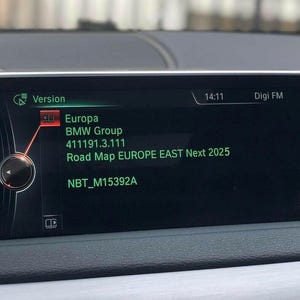 Version
14:11
Digi FM
Europa
BMW Group
411191.3.111
Road Map EUROPE EAST Next 2025
NBT_M15392A